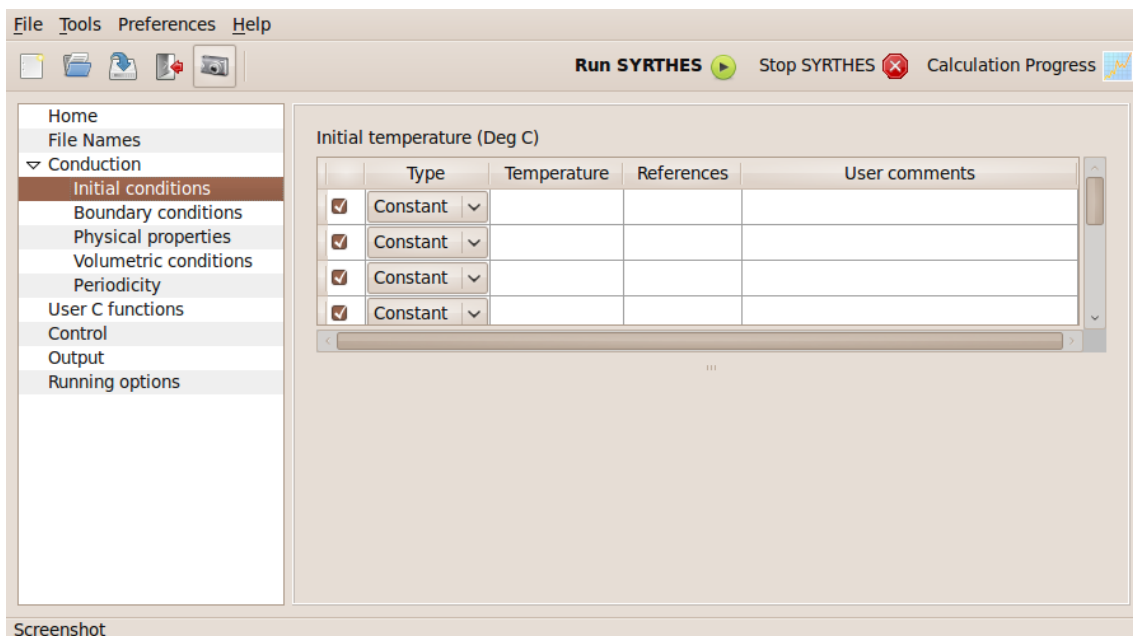 File Tools Preferences Help
Run SYRTHES Stop SYRTHES Calculation Progress
Home
File Names
Conduction
Initial conditions
Boundary conditions
Physical properties
Volumetric conditions
Periodicity
User C functions
Control
Output
Running options
Initial temperature (Deg C)
Type Temperature References User comments
Constant
Constant
Constant
Constant
Screenshot